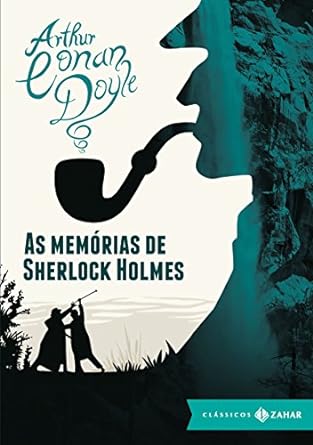 Arthur
Conan
Doyle
AS MEMÓRIAS DE
SHERLOCK HOLMES
CLÁSSICOS ZAHAR